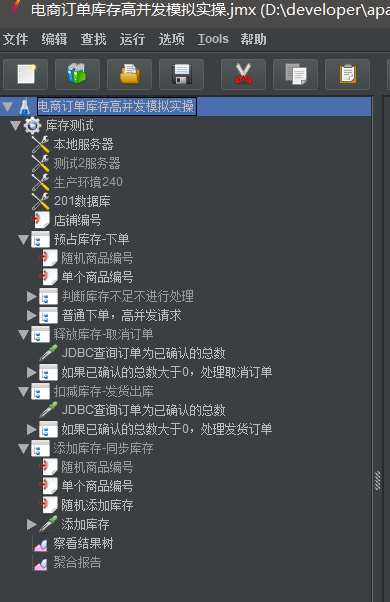 电商订单库存高并发模拟实操.jmx (D:\developer\apa
文件 编辑 查找 运行 选项 Tools 帮助
电商订单库存高并发模拟实操
库存测试
本地服务器
测试2服务器
生产环境240
201数据库
店铺编号
预占库存-下单
随机商品编号
单个商品编号
判断库存不足不进行处理
普通下单，高并发请求
释放库存-取消订单
JDBC查询订单为已确认的总数
如果已确认的总数大于0，处理取消订单
扣减库存-发货出库
JDBC查询订单为已确认的总数
如果已确认的总数大于0，处理发货订单
添加库存-同步库存
随机商品编号
单个商品编号
随机添加库存
添加库存
察看结果树
聚合报告